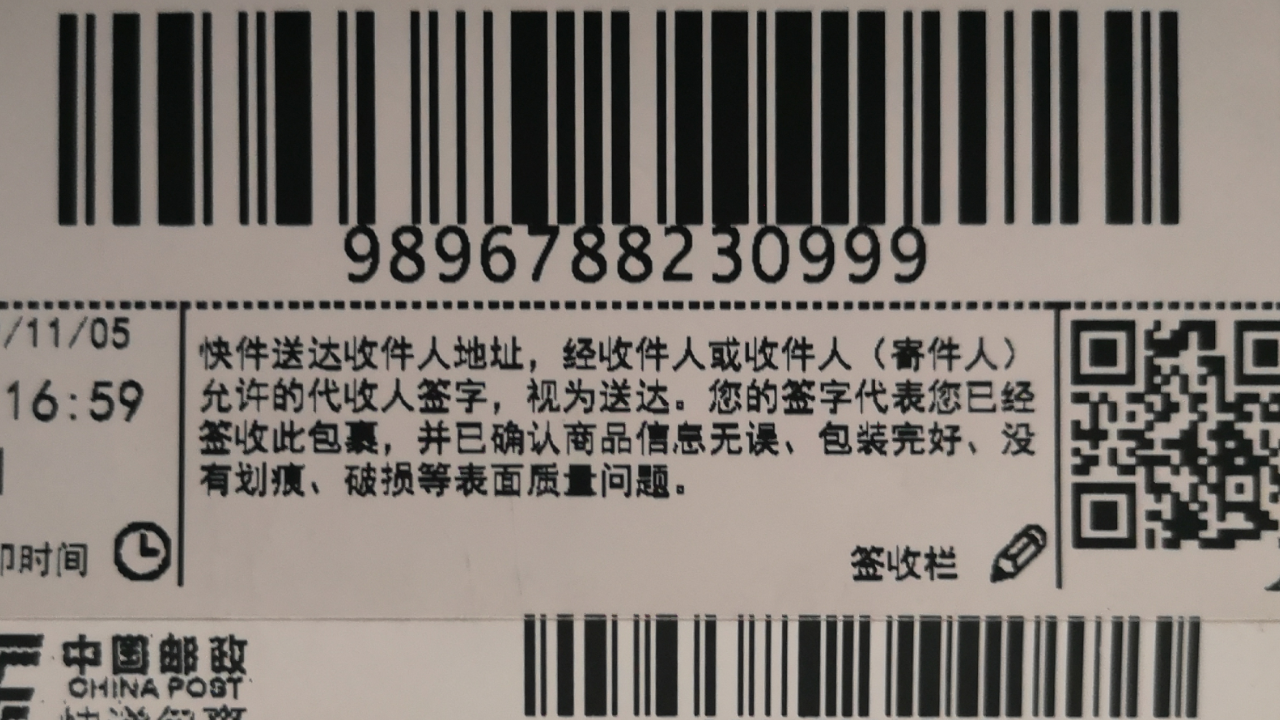 9896788230999
/11/05
16:59
印时间
快件送达收件人地址，经收件人或收件人（寄件人）
允许的代收人签字，视为送达。您的签字代表您已经
签收此包裹，并已确认商品信息无误、包装完好、没
有划痕、破损等表面质量问题。
签收栏
中国邮政
CHINA POST